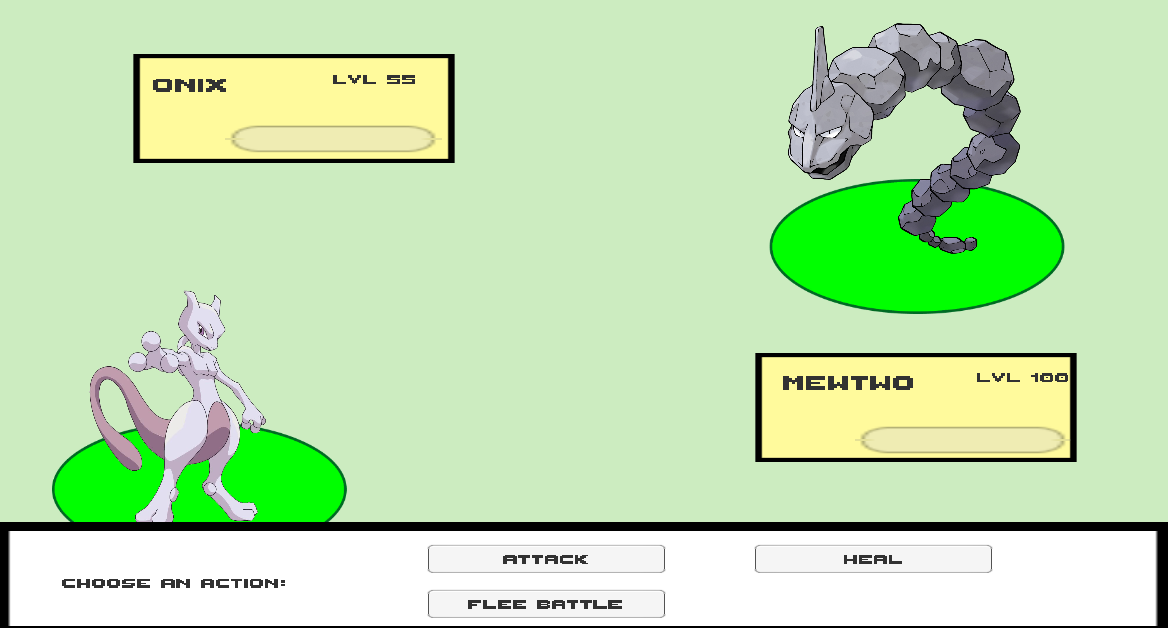 ONIX
LVL 55
MEWTWO
LVL 100
CHOOSE AN ACTION:
ATTACK
HEAL
FLEE BATTLE